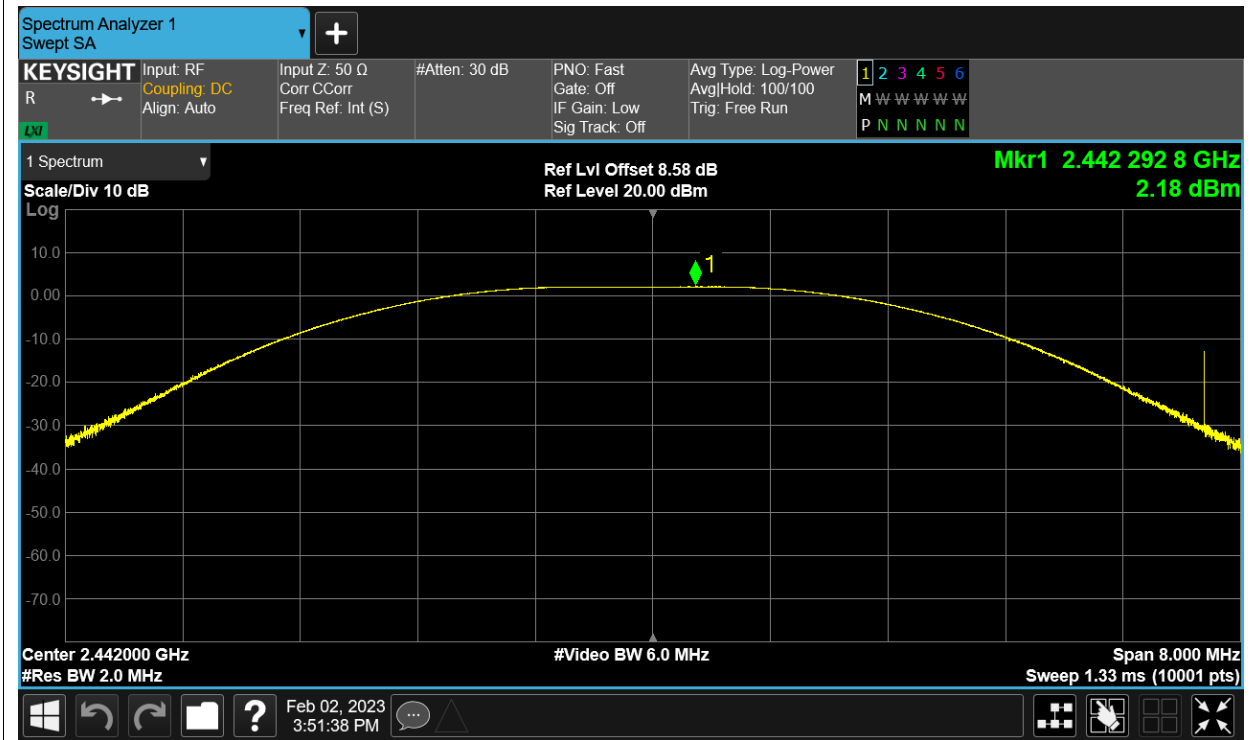 Spectrum Analyzer 1
Swept SA
+
KEYSIGHT
R
LXI
Input: RF
Coupling: DC
Align: Auto
Input Z: 50 Ω
Corr CCorr
Freq Ref: Int (S)
#Atten: 30 dB
PNO: Fast
Gate: Off
IF Gain: Low
Sig Track: Off
Avg Type: Log-Power
Avg|Hold: 100/100
Trig: Free Run
1 2 3 4 5 6
M W W W W W
P N N N N N
1 Spectrum
Scale/Div 10 dB
Log
Ref Lvl Offset 8.58 dB
Ref Level 20.00 dBm
Mkr1 2.442 292 8 GHz
2.18 dBm
1
10.0
0.00
-10.0
-20.0
-30.0
-40.0
-50.0
-60.0
-70.0
Center 2.442000 GHz
#Res BW 2.0 MHz
#Video BW 6.0 MHz
Span 8.000 MHz
Sweep 1.33 ms (10001 pts)
?
Feb 02, 2023
3:51:38 PM